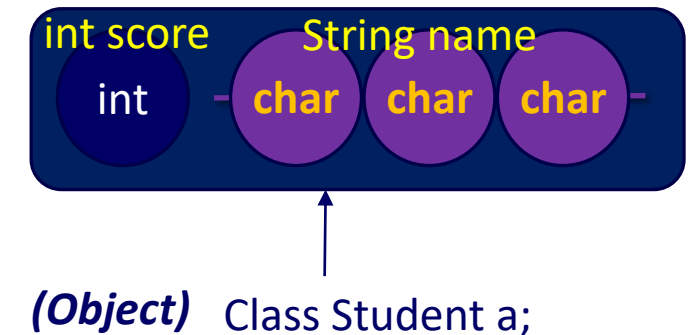 int score String name
int char char char
(Object) Class Student a;